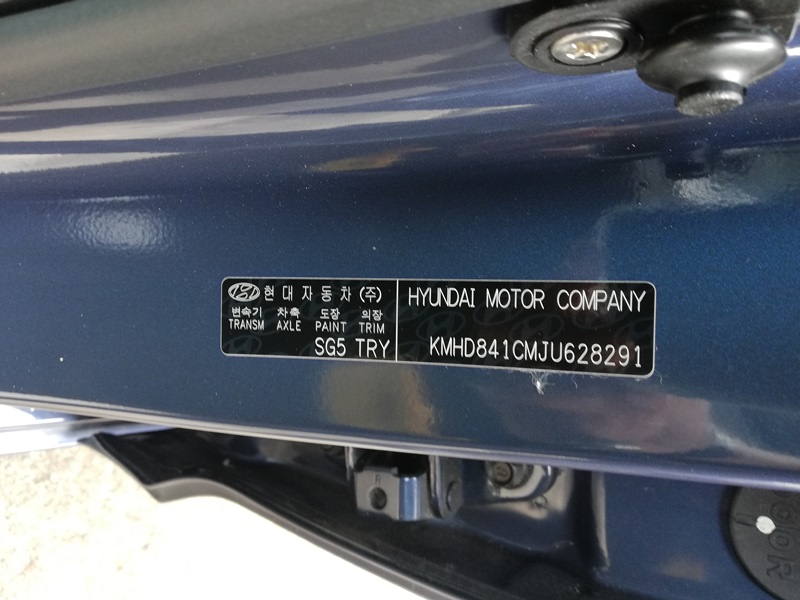 현대자동차(주)
변속기 차축 도장 의장
TRANSM AXLE PAINT TRIM
SG5 TRY
HYUNDAI MOTOR COMPANY
KMHD841CMJU628291